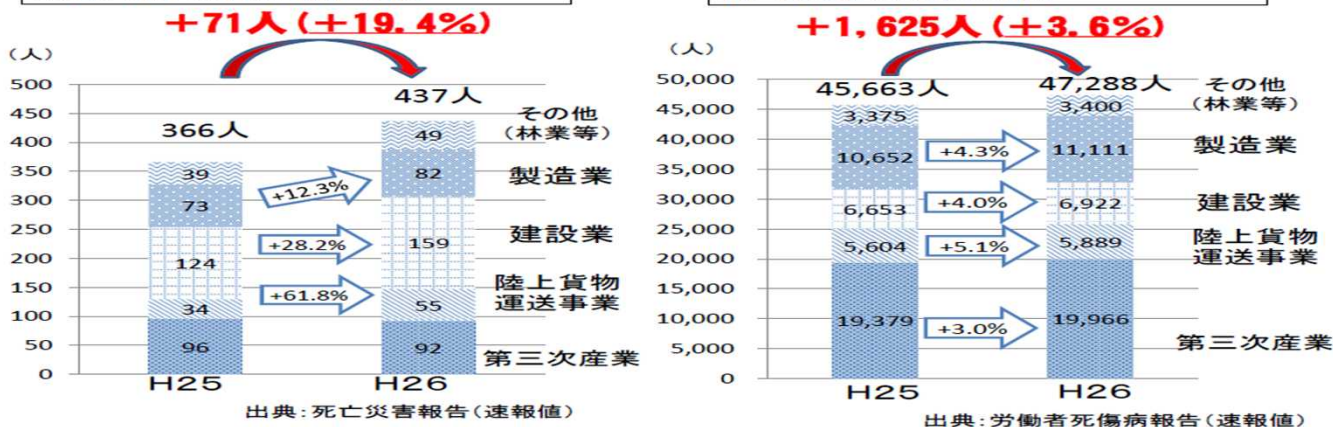 +71人(+19.4%)
(人)
500
450
400
350
300
250
200
150
100
50
0
366人
437人
39
73
124
34
96
+12.3%
+28.2%
+61.8%
49
82
159
55
92
その他
(林業等)
製造業
建設業
陸上貨物
運送事業
第三次産業
H25
H26
出典:死亡災害報告(速報値)
+1,625人(+3.6%)
(人)
50,000
45,000
40,000
35,000
30,000
25,000
20,000
15,000
10,000
5,000
0
45,663人
47,288人
3,375
10,652
6,653
5,604
19,379
+4.3%
+4.0%
+5.1%
+3.0%
3,400
11,111
6,922
5,889
19,966
その他
(林業等)
製造業
建設業
陸上貨物
運送事業
第三次産業
H25
H26
出典:労働者死傷病報告(速報値)